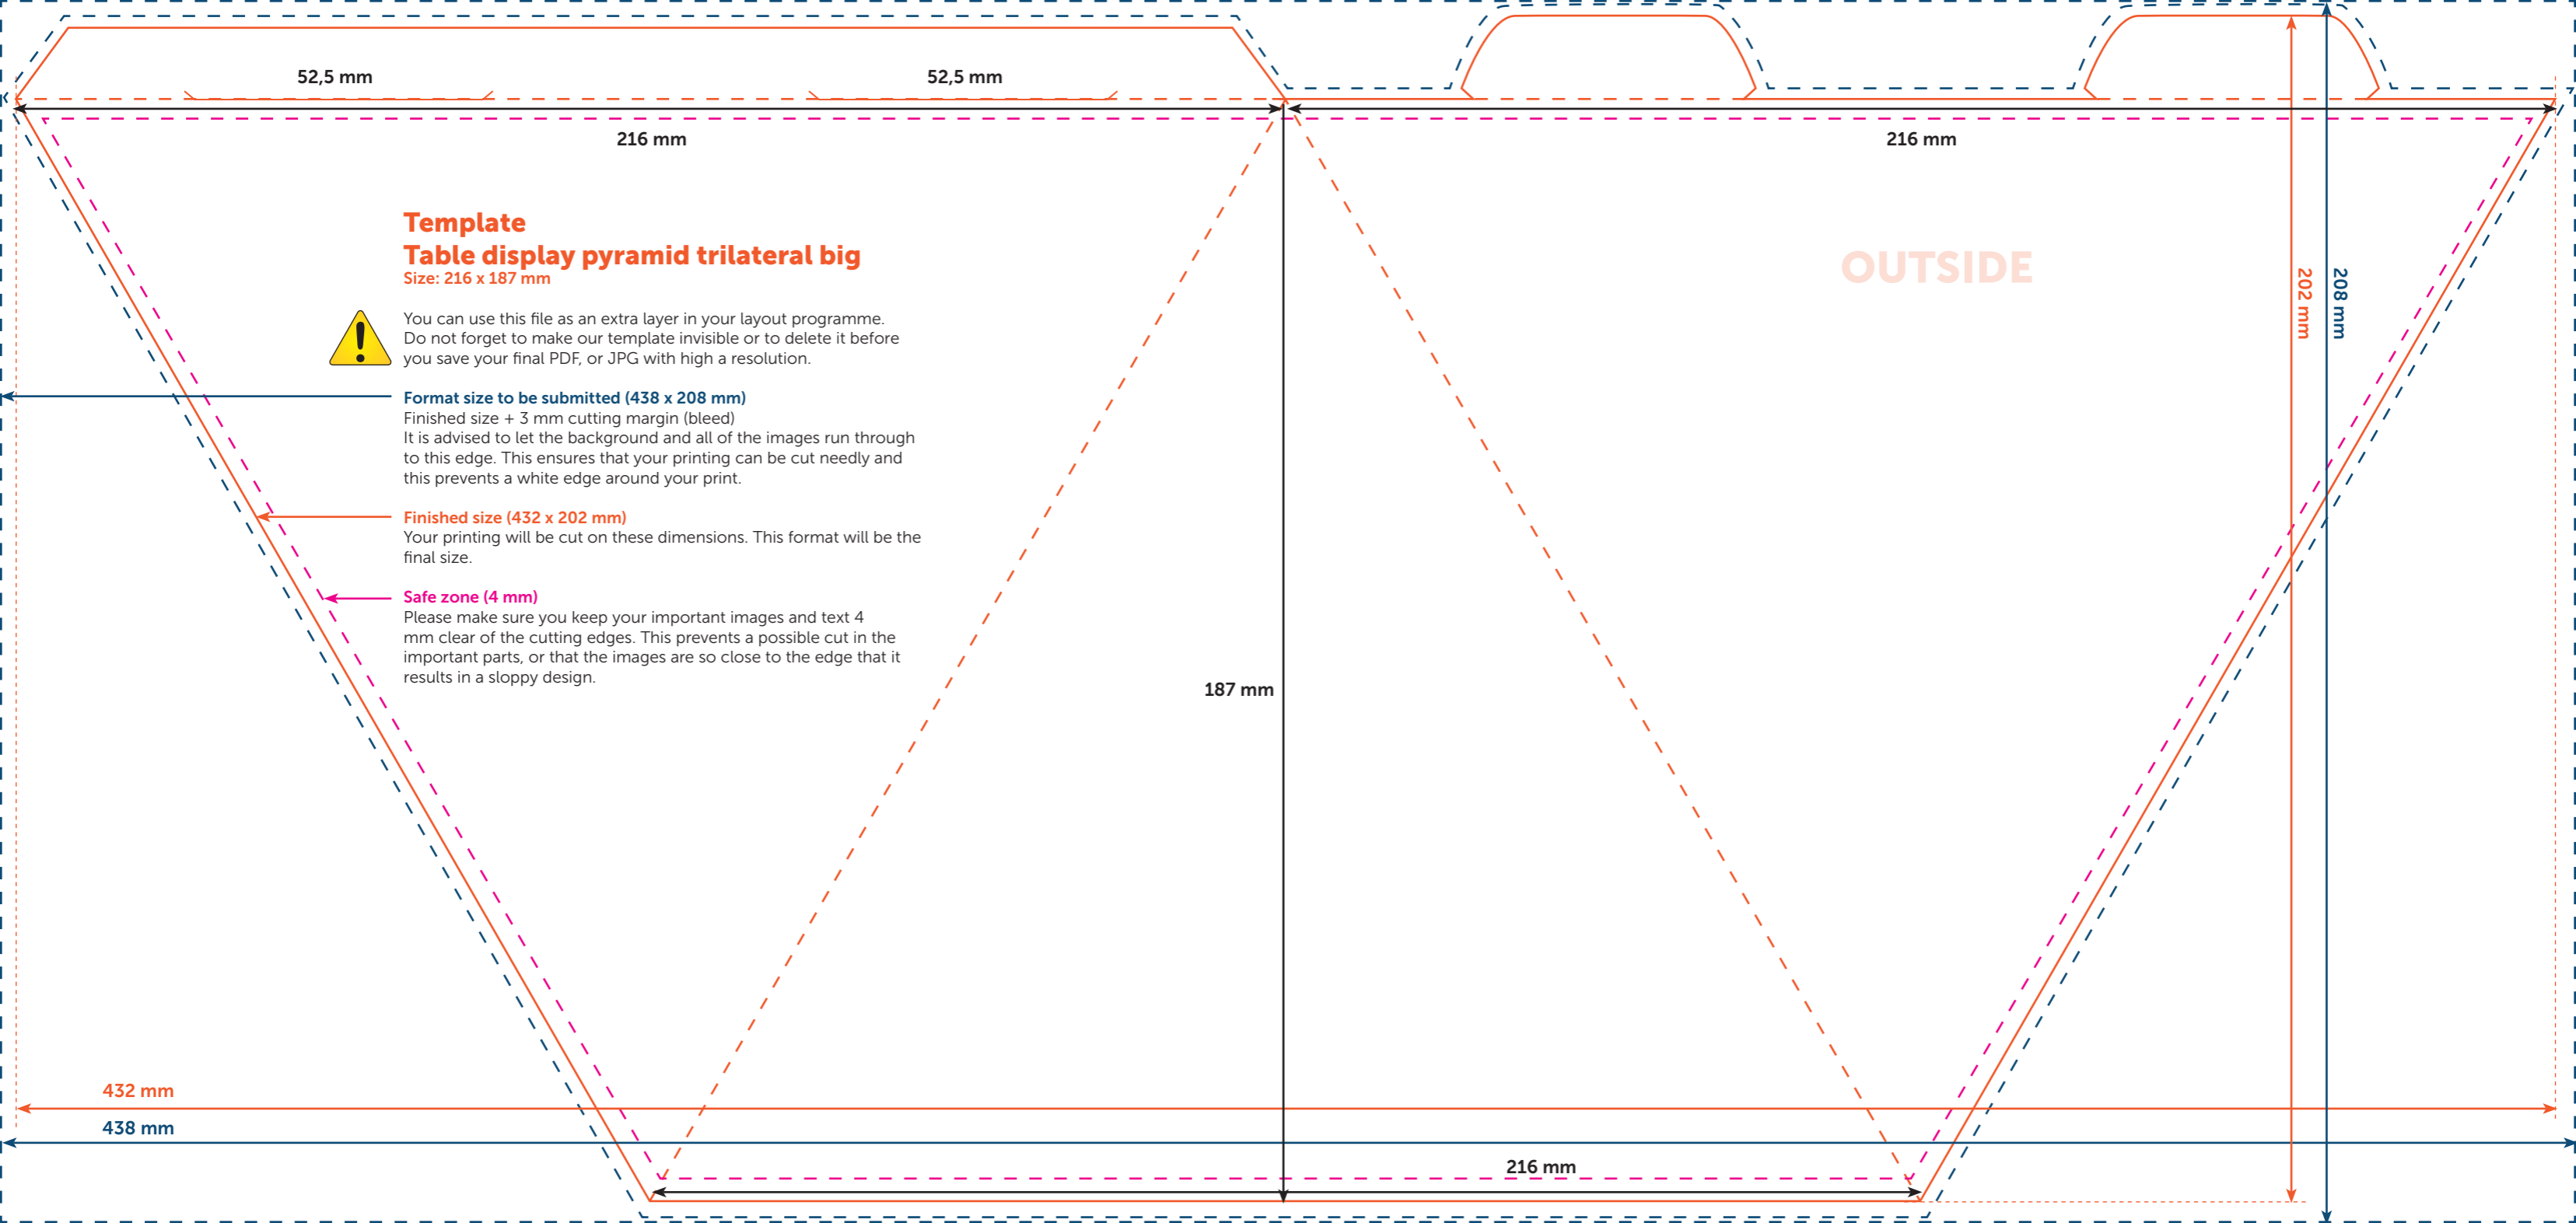 52,5 mm
52,5 mm
216 mm
216 mm
Template
Table display pyramid trilateral big
Size: 216 x 187 mm
OUTSIDE
202 mm
208 mm
You can use this file as an extra layer in your layout programme.
Do not forget to make our template invisible or to delete it before
you save your final PDF, or JPG with high a resolution.
Format size to be submitted (438 x 208 mm)
Finished size + 3 mm cutting margin (bleed)
It is advised to let the background and all of the images run through
to this edge. This ensures that your printing can be cut needly and
this prevents a white edge around your print.
Finished size (432 x 202 mm)
Your printing will be cut on these dimensions. This format will be the
final size.
Safe zone (4 mm)
Please make sure you keep your important images and text 4
mm clear of the cutting edges. This prevents a possible cut in the
important parts, or that the images are so close to the edge that it
results in a sloppy design.
187 mm
432 mm
438 mm
216 mm